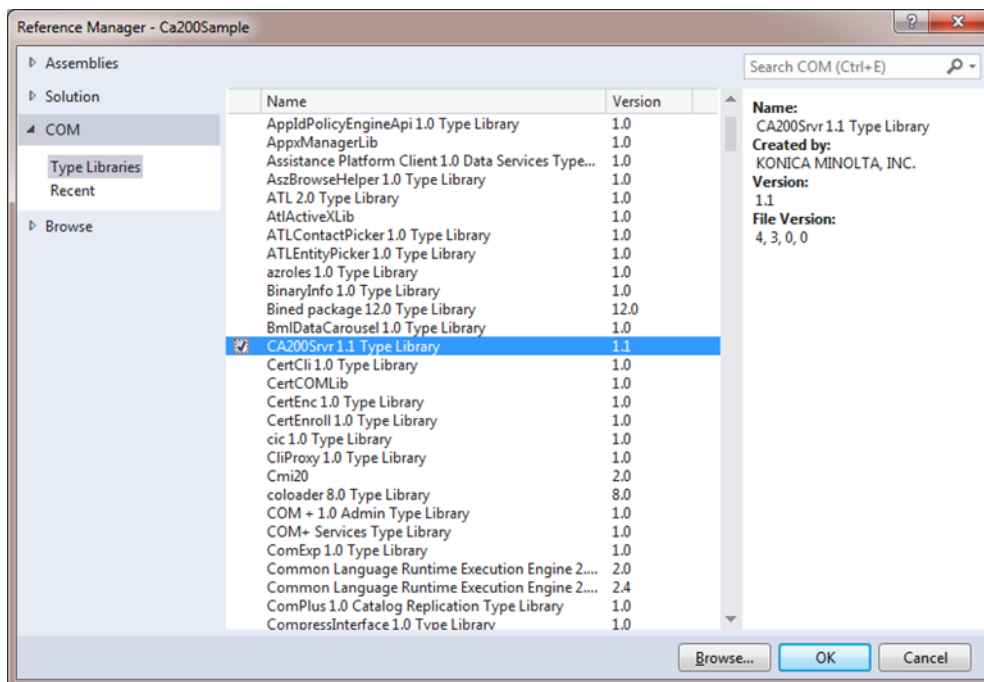 Reference Manager - Ca200Sample
Assemblies
Solution
COM
Type Libraries
Recent
Browse
Name Version
AppIdPolicyEngineApi 1.0 Type Library 1.0
AppxManagerLib 1.0
Assistance Platform Client 1.0 Data Services Type... 1.0
AszBrowseHelper 1.0 Type Library 1.0
ATL 2.0 Type Library 1.0
AtlActiveXLib 1.0
ATLContactPicker 1.0 Type Library 1.0
ATLEntityPicker 1.0 Type Library 1.0
azroles 1.0 Type Library 1.0
BinaryInfo 1.0 Type Library 1.0
Bined package 12.0 Type Library 12.0
BmlDataCarousel 1.0 Type Library 1.0
CA200Srvr 1.1 Type Library 1.1
CertCli 1.0 Type Library 1.0
CertCOMLib 1.0
CertEnc 1.0 Type Library 1.0
CertEnroll 1.0 Type Library 1.0
cic 1.0 Type Library 1.0
CliProxy 1.0 Type Library 1.0
Cmi20 2.0
coloader 8.0 Type Library 8.0
COM + 1.0 Admin Type Library 1.0
COM+ Services Type Library 1.0
ComExp 1.0 Type Library 1.0
Common Language Runtime Execution Engine 2.... 2.0
Common Language Runtime Execution Engine 2.... 2.4
ComPlus 1.0 Catalog Replication Type Library 1.0
CompressInterface 1.0 Type Library 1.0
Search COM (Ctrl+E)
Name:
CA200Srvr 1.1 Type Library
Created by:
KONICA MINOLTA, INC.
Version:
1.1
File Version:
4, 3, 0, 0
Browse... OK Cancel